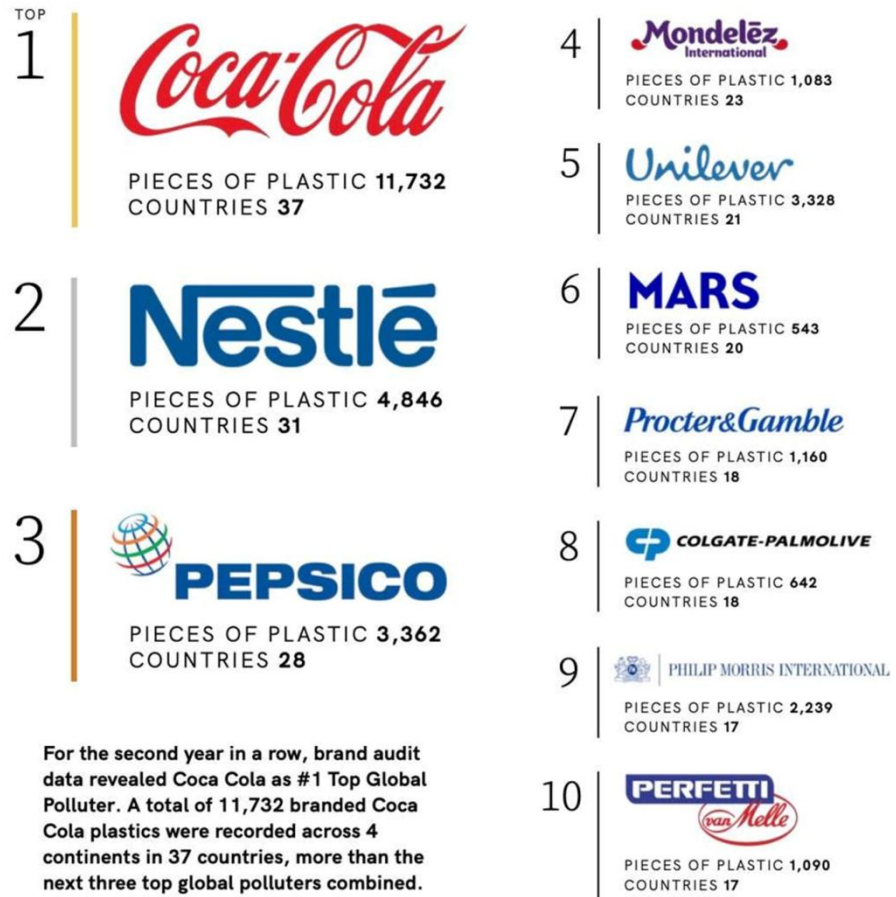 TOP
1
Coca-Cola
PIECES OF PLASTIC 11,732
COUNTRIES 37
2
Nestlé
PIECES OF PLASTIC 4,846
COUNTRIES 31
3
PEPSICO
PIECES OF PLASTIC 3,362
COUNTRIES 28
For the second year in a row, brand audit
data revealed Coca Cola as #1 Top Global
Polluter. A total of 11,732 branded Coca
Cola plastics were recorded across 4
continents in 37 countries, more than the
next three top global polluters combined.
4
Mondelēz
International
PIECES OF PLASTIC 1,083
COUNTRIES 23
5
Unilever
PIECES OF PLASTIC 3,328
COUNTRIES 21
6
MARS
PIECES OF PLASTIC 543
COUNTRIES 20
7
Procter&Gamble
PIECES OF PLASTIC 1,160
COUNTRIES 18
8
COLGATE-PALMOLIVE
PIECES OF PLASTIC 642
COUNTRIES 18
9
PHILIP MORRIS INTERNATIONAL
PIECES OF PLASTIC 2,239
COUNTRIES 17
10
PERFETTI
van Melle
PIECES OF PLASTIC 1,090
COUNTRIES 17